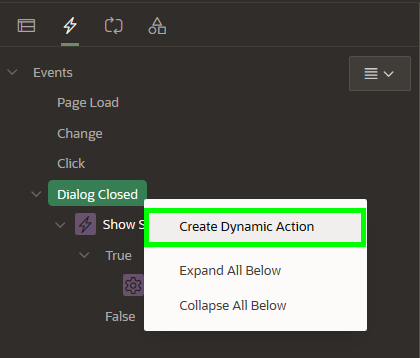 Events
Page Load
Change
Click
Dialog Closed
Show S
Create Dynamic Action
True
Expand All Below
Collapse All Below
False